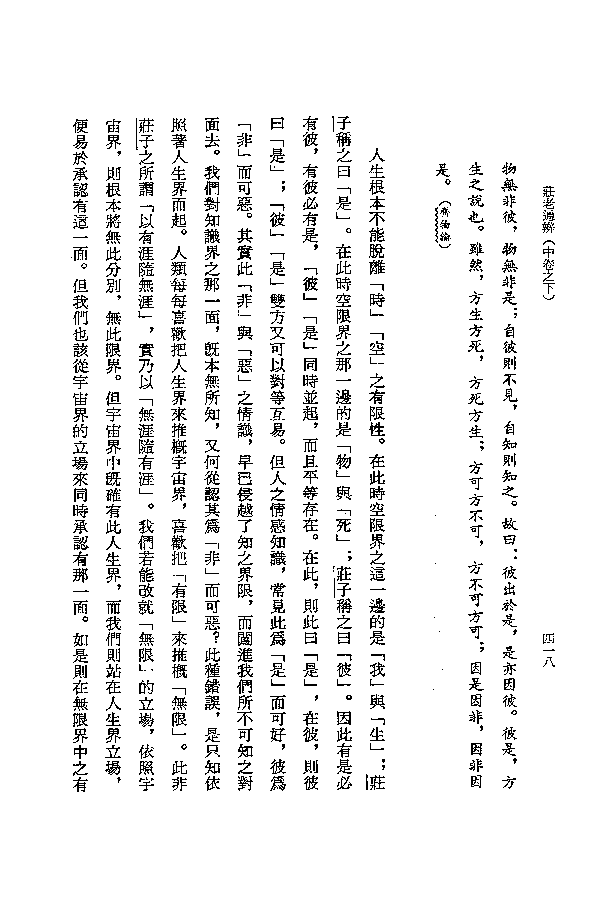 莊老通辨（中卷之下）
四一八
物無非彼，物無非是；自彼則不見，自知則知之。故曰：彼出於是，是亦因彼。彼是，方
生之說也。雖然，方生方死，方死方生；方可方不可，方不可方可；因是因非，因非因
是。（齊物論）
人生根本不能脫離「時」「空」之有限性。在此時空限界之這一邊的是「我」與「生」；莊
子稱之曰「是」。在此時空限界之那一邊的是「物」與「死」；莊子稱之曰「彼」。因此有是必
有彼，有彼必有是，「彼」「是」同時並起，而且平等存在。在此，則此曰「是」，在彼，則彼
曰「是」；「彼」「是」雙方又可以對等互易。但人之情感知識，常見此為「是」而可好，彼為
「非」而可惡。其實此「非」與「惡」之情識，早已侵越了知之界限，而闖進我們所不可知之對
面去。我們對知識界之那一面，既本無所知，又何從認其為「非」而可惡？此種錯誤，是只知依
照著人生界而起。人類每每喜歡把人生界來推概宇宙界，喜歡把「有限」來推概「無限」。此非
莊子之所謂「以有涯隨無涯」，實乃以「無涯隨有涯」。我們若能改就「無限」的立場，依照宇
宙界，則根本將無此分別，無此限界。但宇宙界中既確有此人生界，而我們則站在人生界立場，
便易於承認有這一面。但我們也該從宇宙界的立場來同時承認有那一面。如是則在無限界中之有